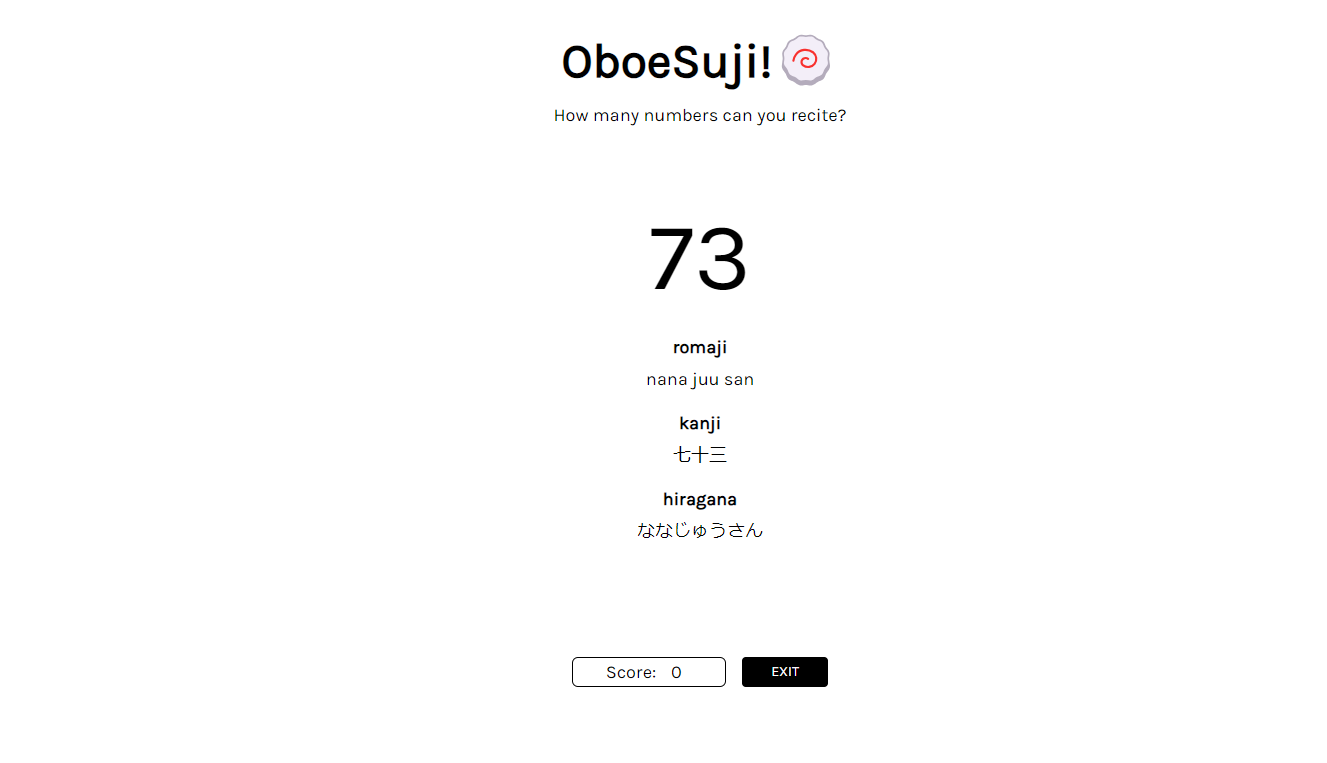 OboeSuji!
How many numbers can you recite?
73
romaji
nana juu san
kanji
七十三
hiragana
ななじゅうさん
Score: 0
EXIT